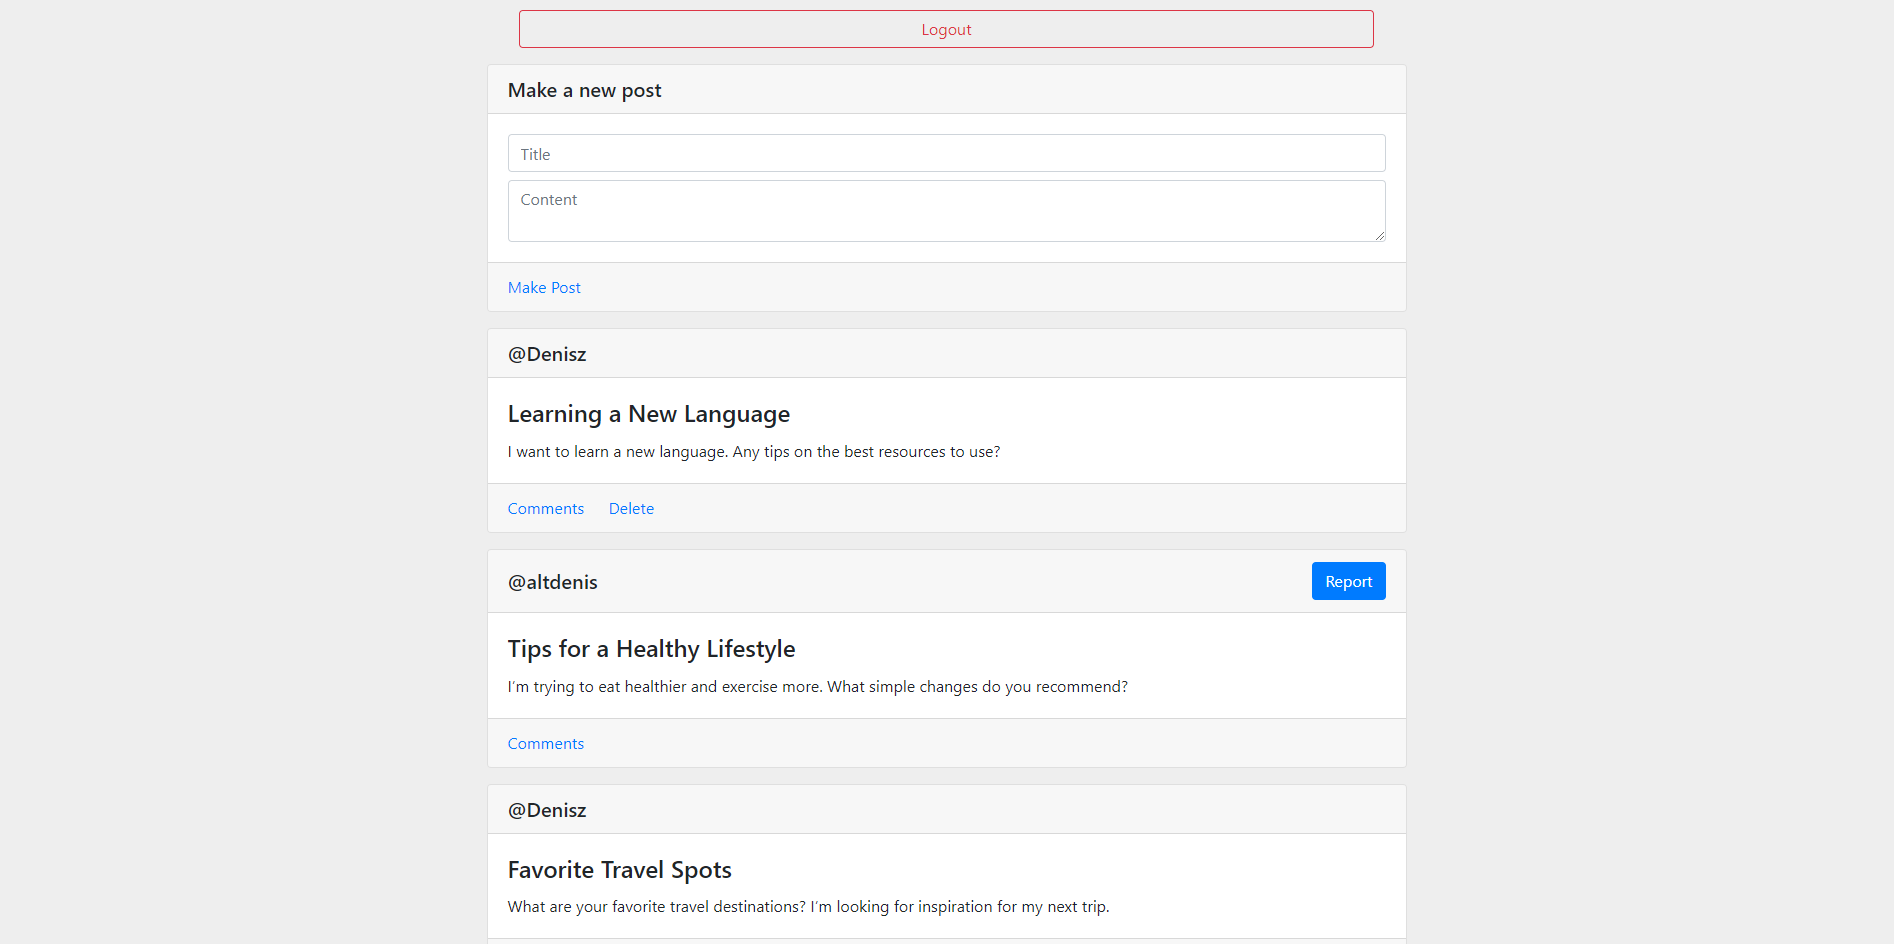 Logout
Make a new post
Title
Content
Make Post
@Denisz
Learning a New Language
I want to learn a new language. Any tips on the best resources to use?
Comments Delete
@altdenis Report
Tips for a Healthy Lifestyle
I'm trying to eat healthier and exercise more. What simple changes do you recommend?
Comments
@Denisz
Favorite Travel Spots
What are your favorite travel destinations? I'm looking for inspiration for my next trip.